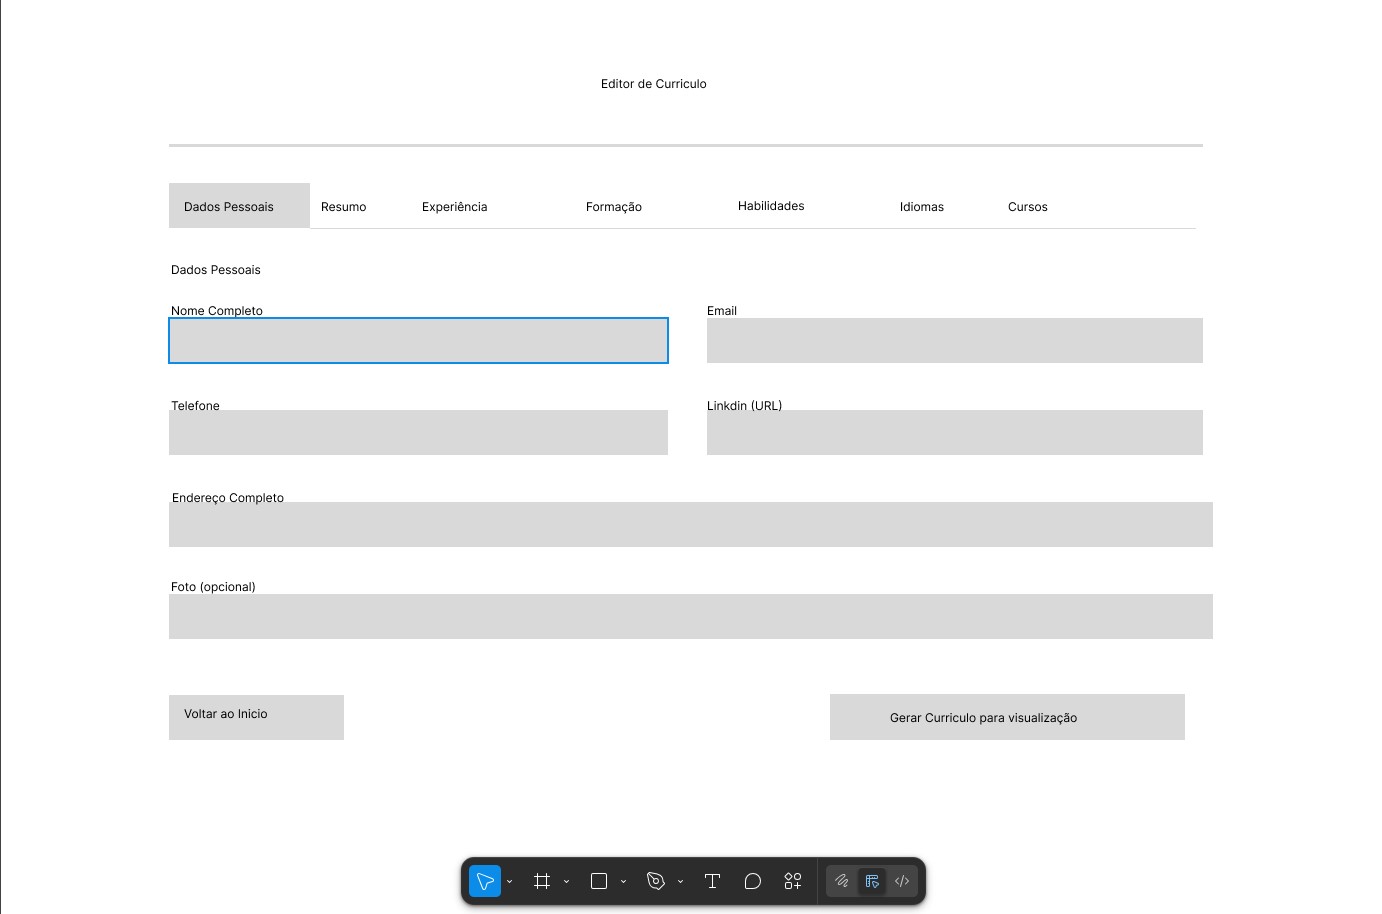 Editor de Curriculo
Dados Pessoais Resumo Experiência Formação Habilidades Idiomas Cursos
Dados Pessoais
Nome Completo Email
Telefone Linkdin (URL)
Endereço Completo
Foto (opcional)
Voltar ao Inicio Gerar Curriculo para visualização